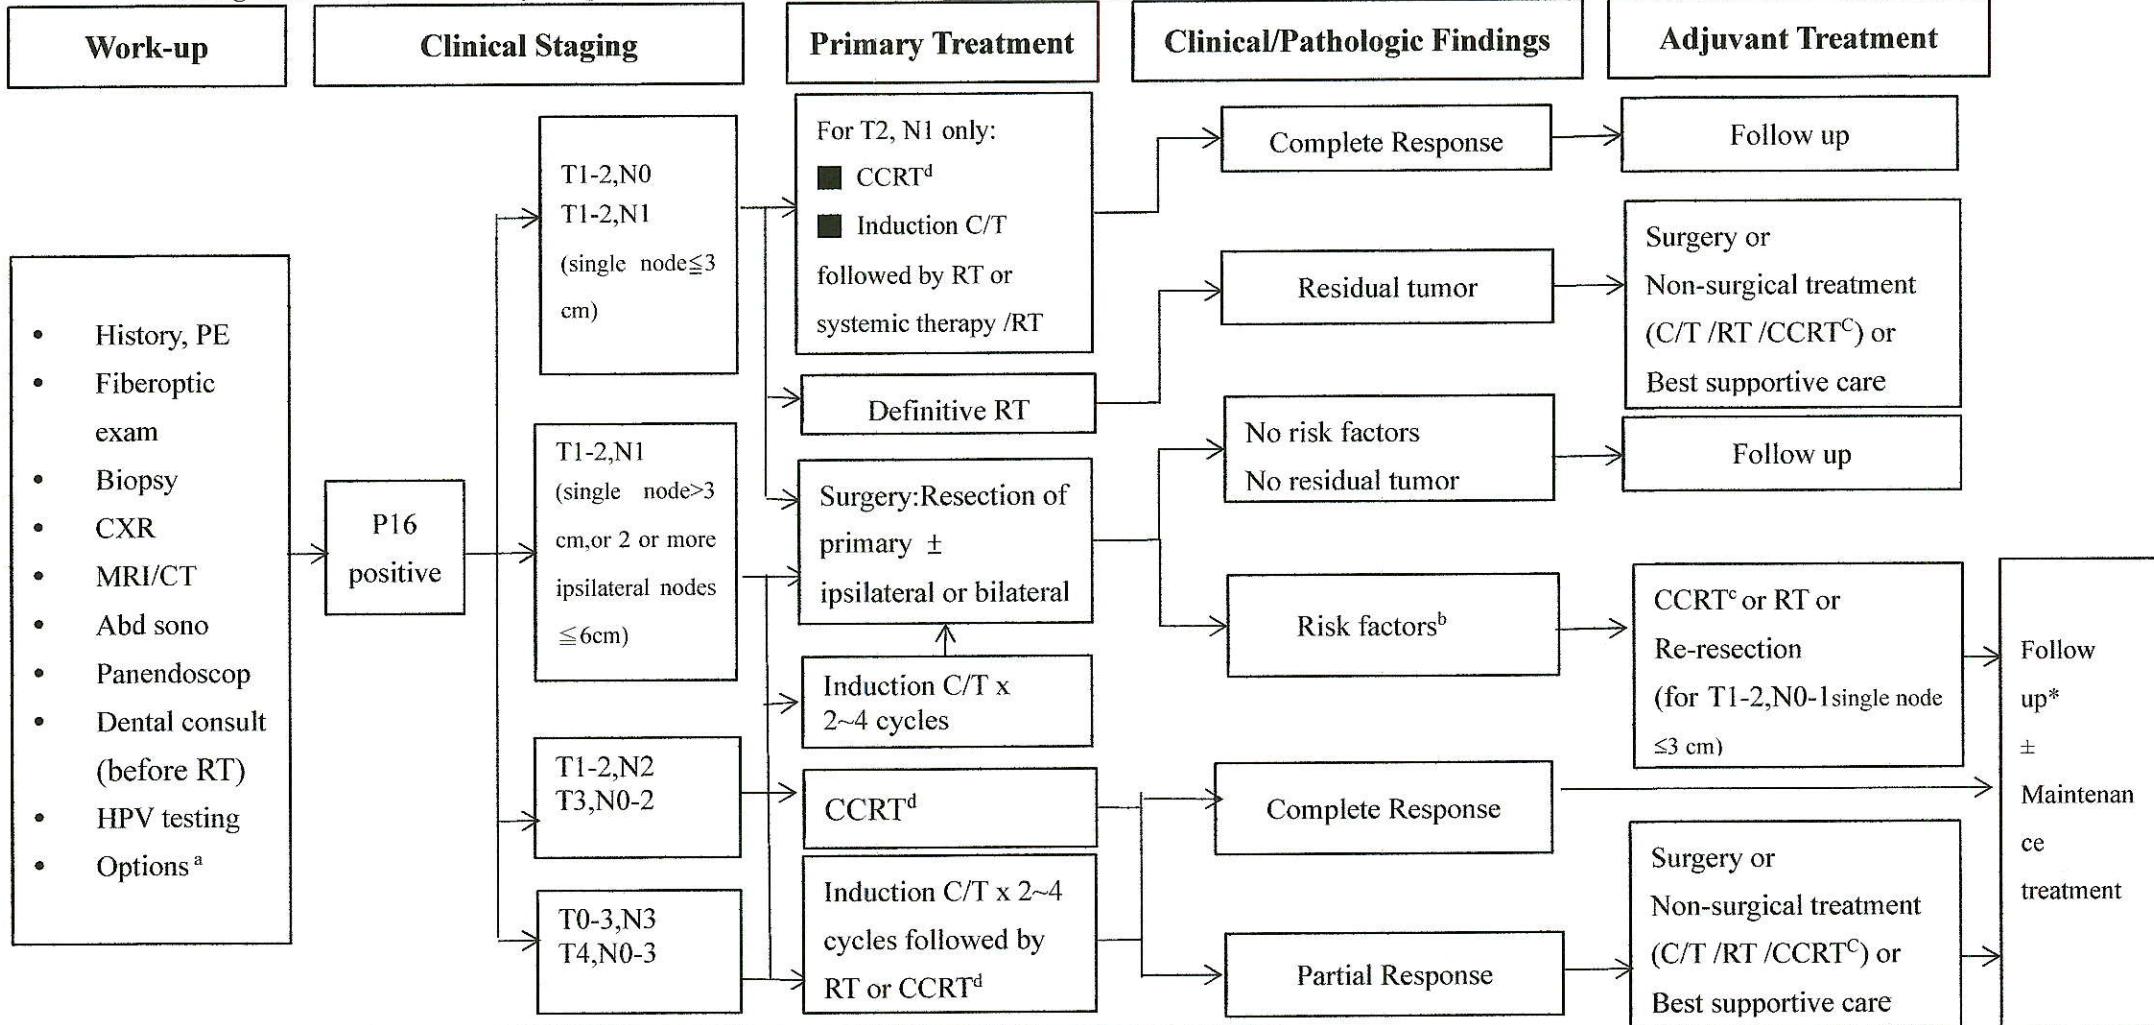 Work-up
Clinical Staging
Primary Treatment
Clinical/Pathologic Findings
Adjuvant Treatment
• History, PE
• Fiberoptic
exam
• Biopsy
• CXR
• MRI/CT
• Abd sono
• Panendoscop
• Dental consult
(before RT)
• HPV testing
• Options a
P16
positive
T1-2,N0
T1-2,N1
(single node≦3
cm)
T1-2,N1
(single node>3
cm,or 2 or more
ipsilateral nodes
≦6cm)
T1-2,N2
T3,N0-2
T0-3,N3
T4,N0-3
For T2, N1 only:
■ CCRTd
■ Induction C/T
followed by RT or
systemic therapy /RT
Definitive RT
Surgery:Resection of
primary ±
ipsilateral or bilateral
Induction C/T x
2~4 cycles
CCRTd
Induction C/T x 2~4
cycles followed by
RT or CCRTd
Complete Response
Residual tumor
No risk factors
No residual tumor
Risk factorsb
Complete Response
Partial Response
Follow up
Surgery or
Non-surgical treatment
(C/T /RT /CCRTC) or
Best supportive care
Follow up
CCRTc or RT or
Re-resection
(for T1-2,N0-1single node
≤3 cm)
Surgery or
Non-surgical treatment
(C/T /RT /CCRTC) or
Best supportive care
Follow
up*
±
Maintenan
ce
treatment